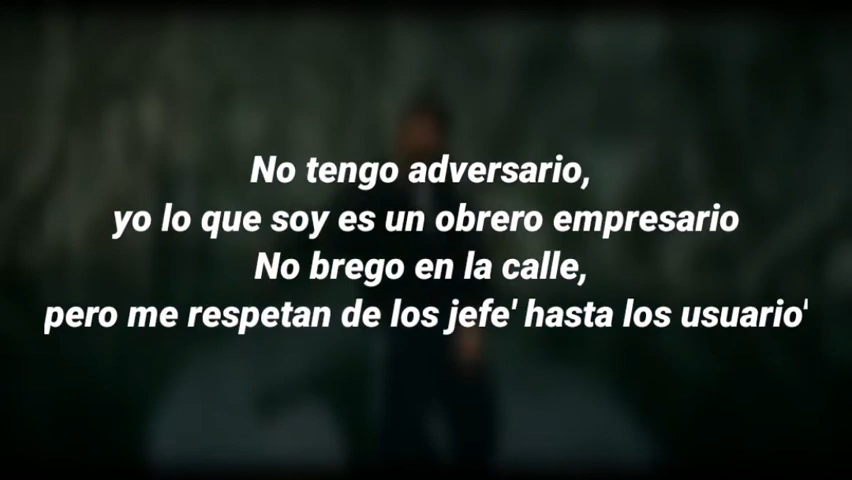 No tengo adversario,
yo lo que soy es un obrero empresario
No brego en la calle,
pero me respetan de los jefe' hasta los usuario'